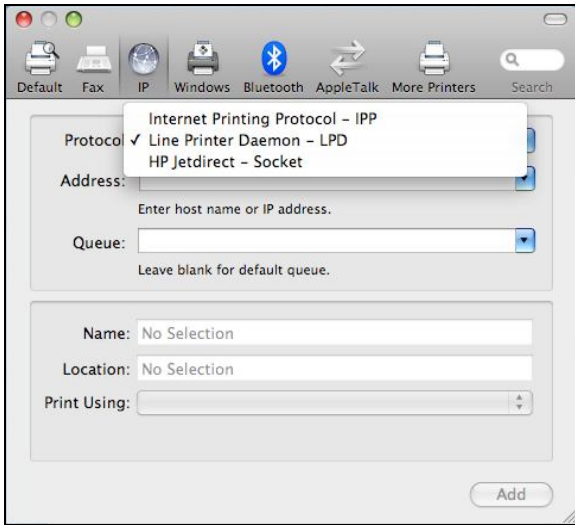 Default Fax IP Windows Bluetooth AppleTalk More Printers Search
Internet Printing Protocol – IPP
Protocol ✓ Line Printer Daemon – LPD
HP Jetdirect – Socket
Address:
Enter host name or IP address.
Queue:
Leave blank for default queue.
Name: No Selection
Location: No Selection
Print Using:
Add